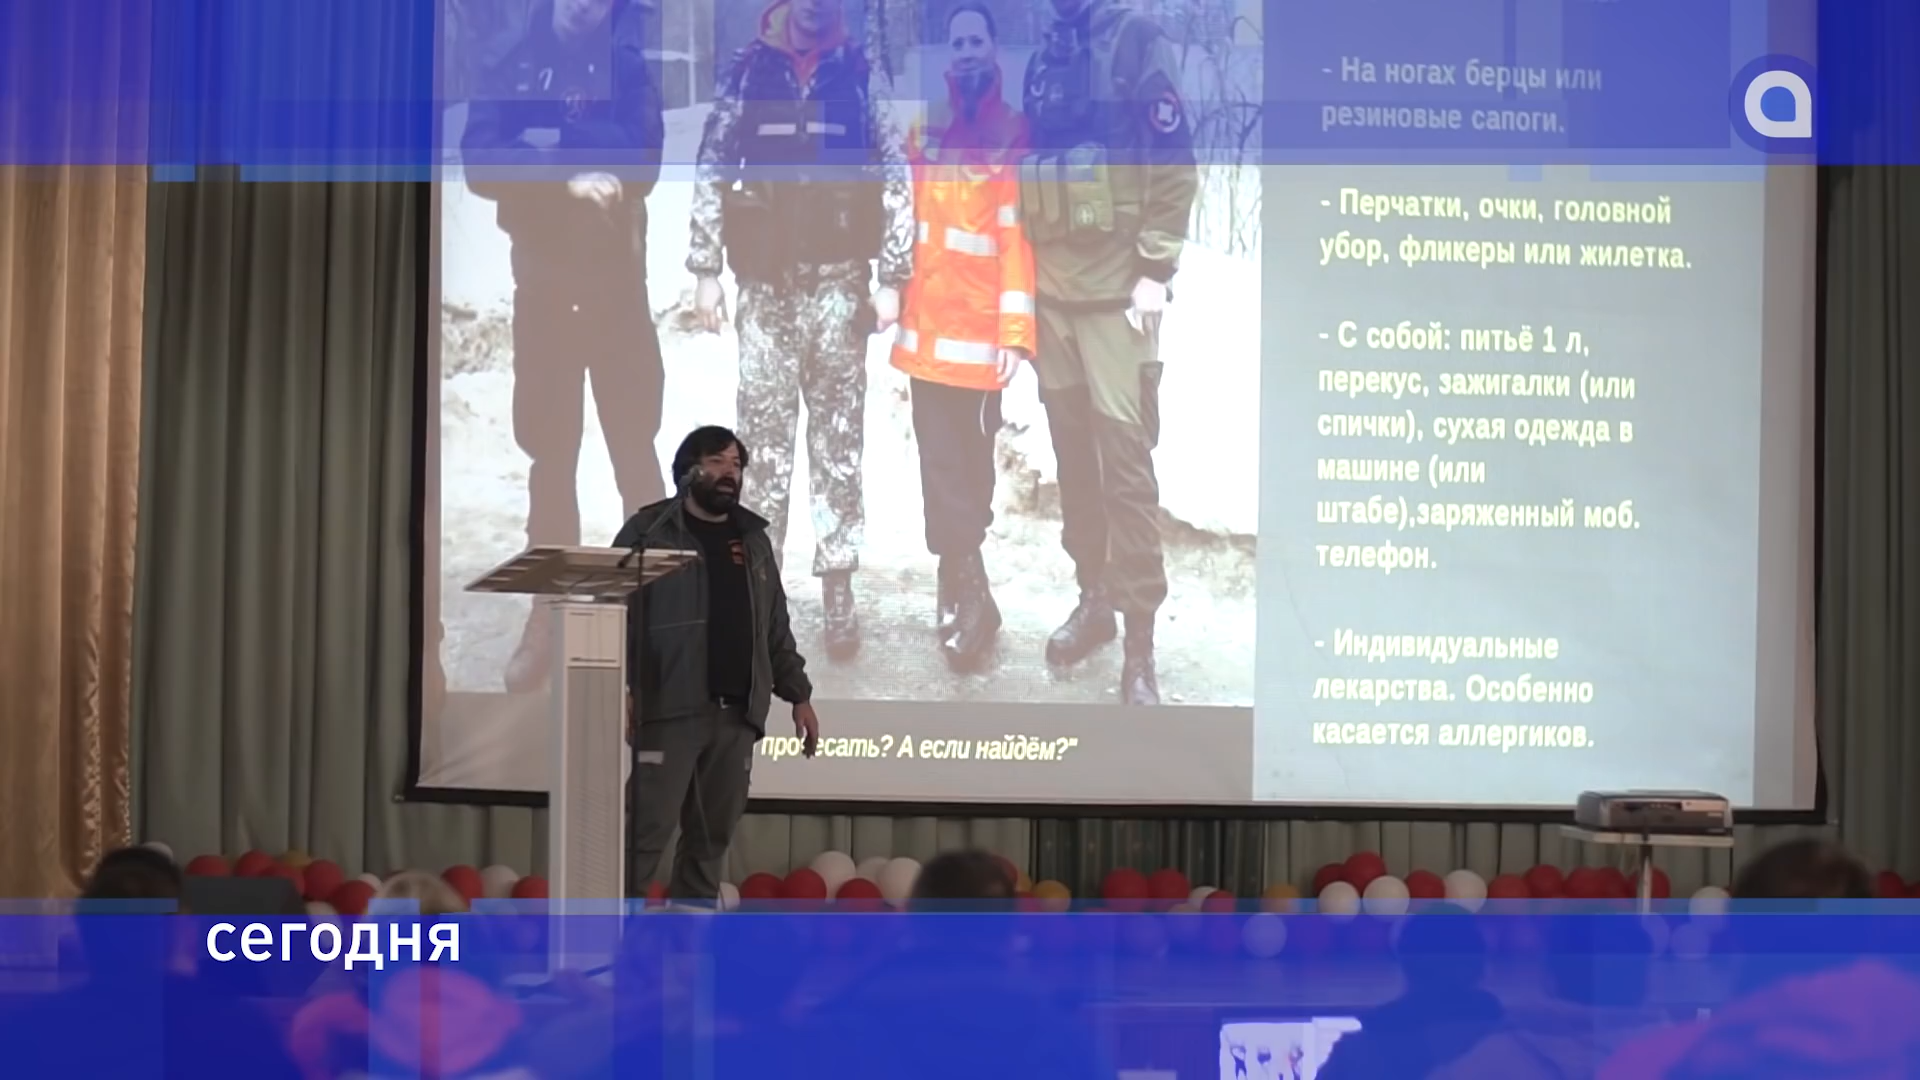 - На ногах берцы или
резиновые сапоги.
- Перчатки, очки, головной
убор, фликеры или жилетка.
- С собой: питьё 1 л,
перекус, зажигалки (или
спички), сухая одежда в
машине (или
штабе),заряженный моб.
телефон.
- Индивидуальные
лекарства. Особенно
касается аллергиков.
А если найдём?"
сегодня